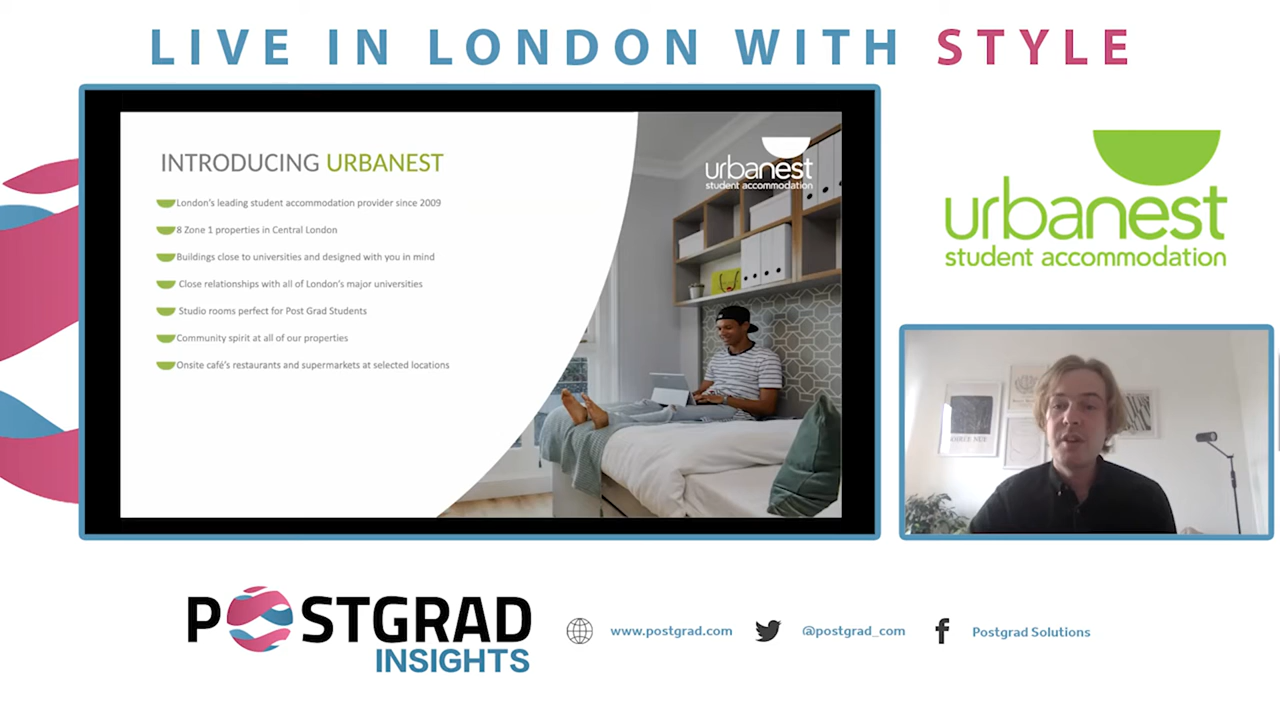 LIVE IN LONDON WITH STYLE
INTRODUCING URBANEST
London's leading student accommodation provider since 2009
8 Zone 1 properties in Central London
Buildings close to universities and designed with you in mind
Close relationships with all of London's major universities
Studio rooms perfect for Post Grad Students
Community spirit at all of our properties
Onsite café's restaurants and supermarkets at selected locations
urbanest
student accommodation
urbanest
student accommodation
POSTGRAD
INSIGHTS
www.postgrad.com
@postgrad_com
Postgrad Solutions